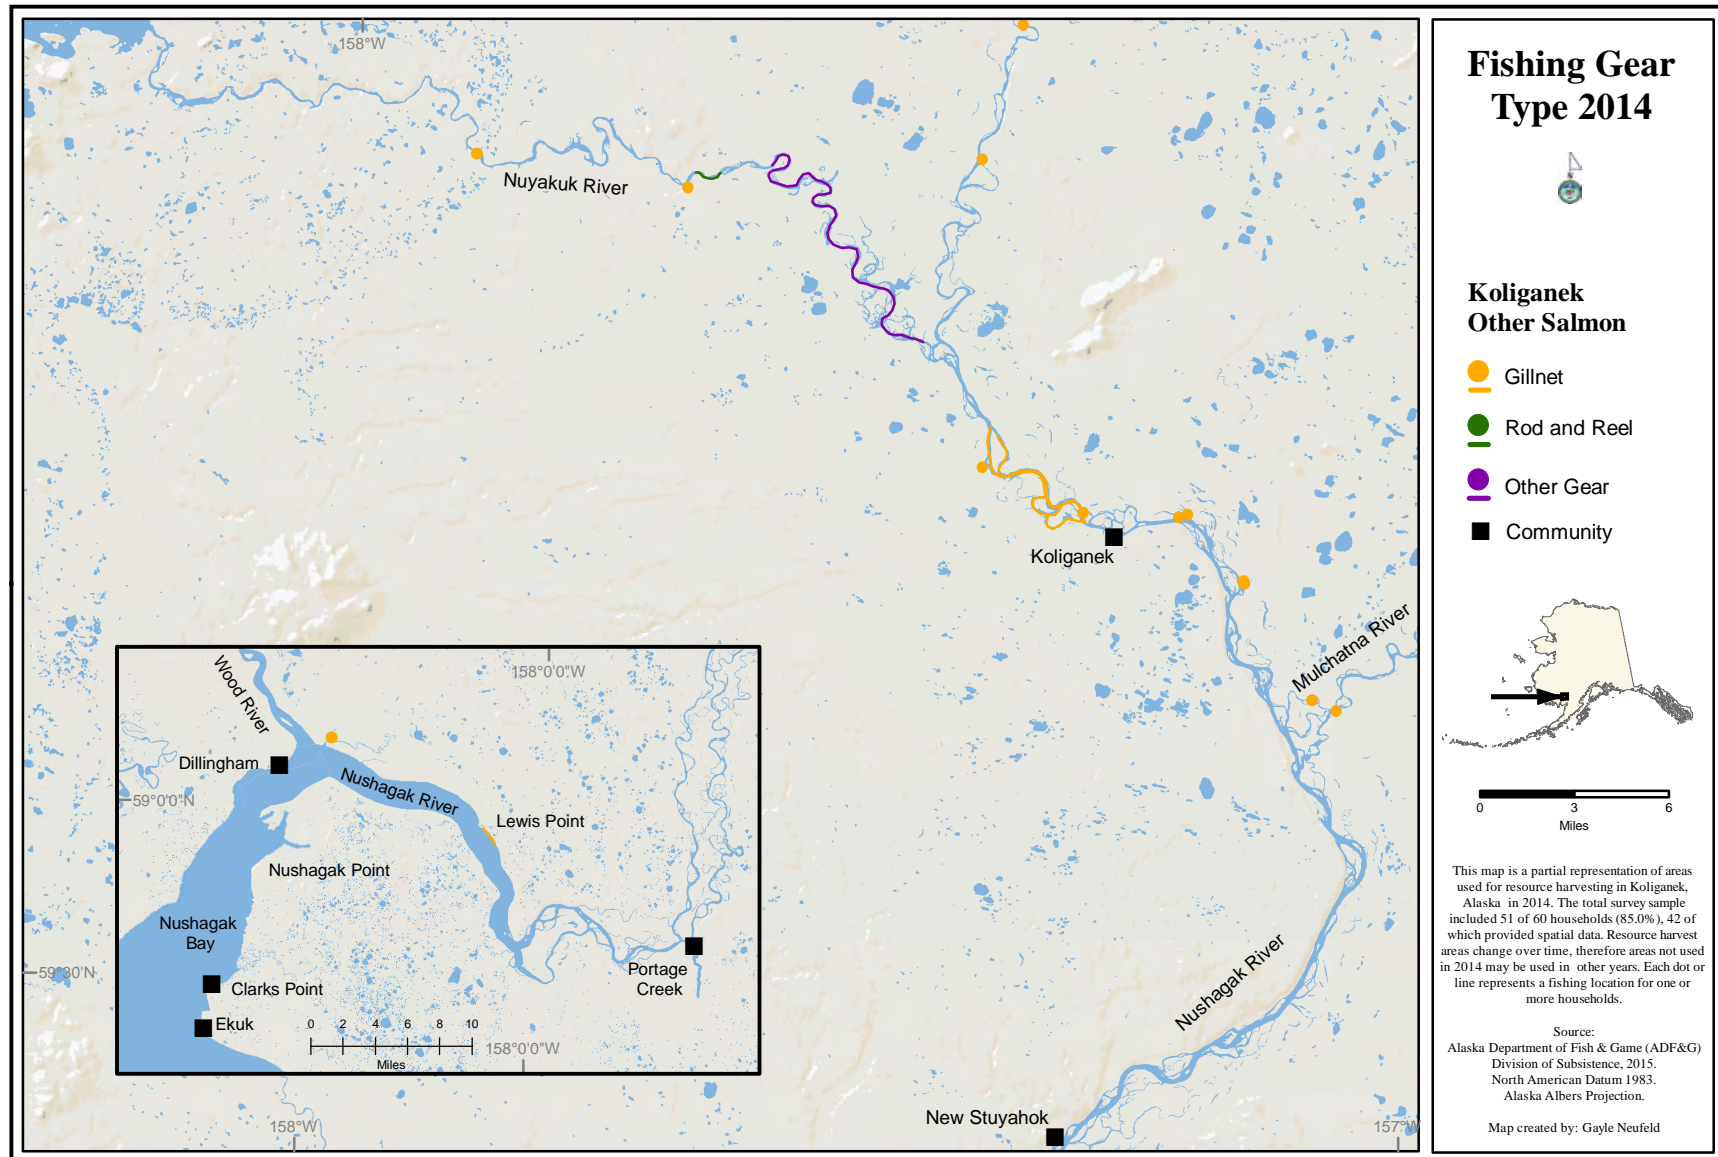 Fishing Gear
Type 2014
Koliganek
Other Salmon
Gillnet
Rod and Reel
Other Gear
Community
0 3 6
Miles
This map is a partial representation of areas
used for resource harvesting in Koliganek,
Alaska in 2014. The total survey sample
included 51 of 60 households (85.0%), 42 of
which provided spatial data. Resource harvest
areas change over time, therefore areas not used
in 2014 may be used in other years. Each dot or
line represents a fishing location for one or
more households.
Source:
Alaska Department of Fish & Game (ADF&G)
Division of Subsistence, 2015.
North American Datum 1983.
Alaska Albers Projection.
Map created by: Gayle Neufeld
158°W
Nuyakuk River
Koliganek
Mulchatna River
Nushagak River
New Stuyahok
157°W
158°W
59°30'N
158°0'0"W
Wood River
Dillingham
59°0'0"N
Nushagak River
Lewis Point
Nushagak Point
Nushagak
Bay
Portage
Creek
Clarks Point
Ekuk
0 2 4 6 8 10
Miles
158°0'0"W